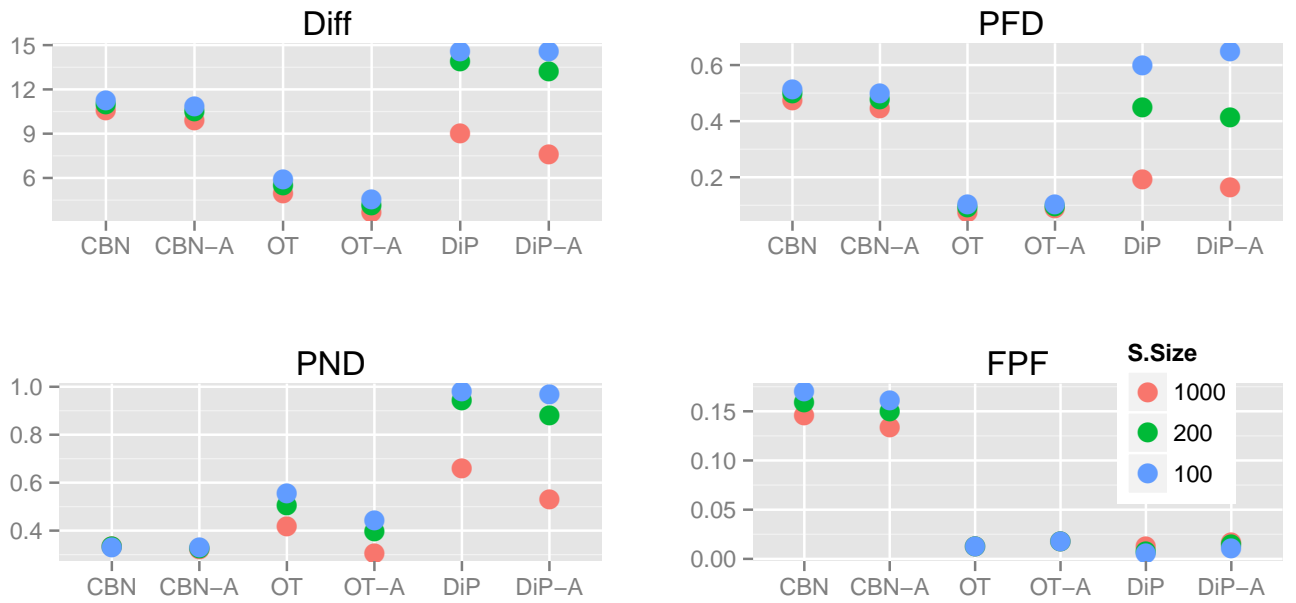 Diff
15
12
9
6
CBN CBN−A OT OT−A DiP DiP−A
PFD
0.6
0.4
0.2
CBN CBN−A OT OT−A DiP DiP−A
PND
1.0
0.8
0.6
0.4
CBN CBN−A OT OT−A DiP DiP−A
FPF
0.15
0.10
0.05
0.00
CBN CBN−A OT OT−A DiP DiP−A
S.Size
1000
200
100